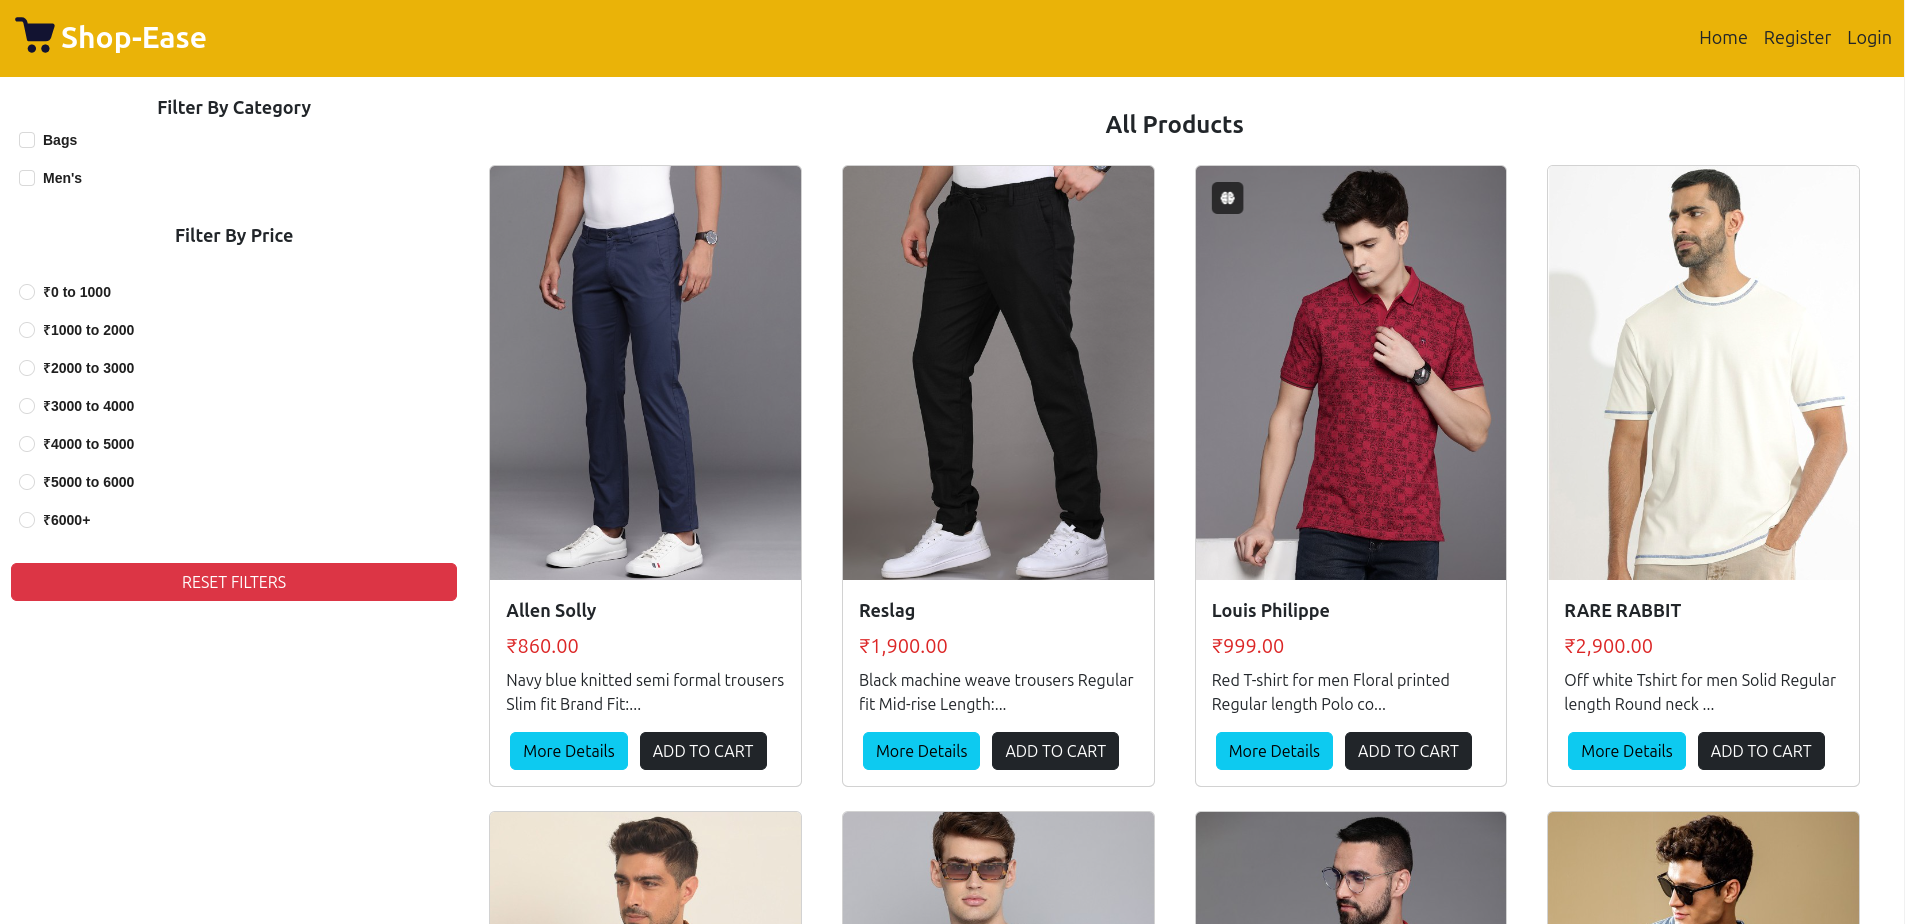 Shop-Ease
Home Register Login
Filter By Category
Bags
Men's
Filter By Price
₹0 to 1000
₹1000 to 2000
₹2000 to 3000
₹3000 to 4000
₹4000 to 5000
₹5000 to 6000
₹6000+
RESET FILTERS
All Products
Allen Solly
₹860.00
Navy blue knitted semi formal trousers
Slim fit Brand Fit:...
More Details ADD TO CART
Reslag
₹1,900.00
Black machine weave trousers Regular
fit Mid-rise Length:...
More Details ADD TO CART
Louis Philippe
₹999.00
Red T-shirt for men Floral printed
Regular length Polo co...
More Details ADD TO CART
RARE RABBIT
₹2,900.00
Off white Tshirt for men Solid Regular
length Round neck ...
More Details ADD TO CART